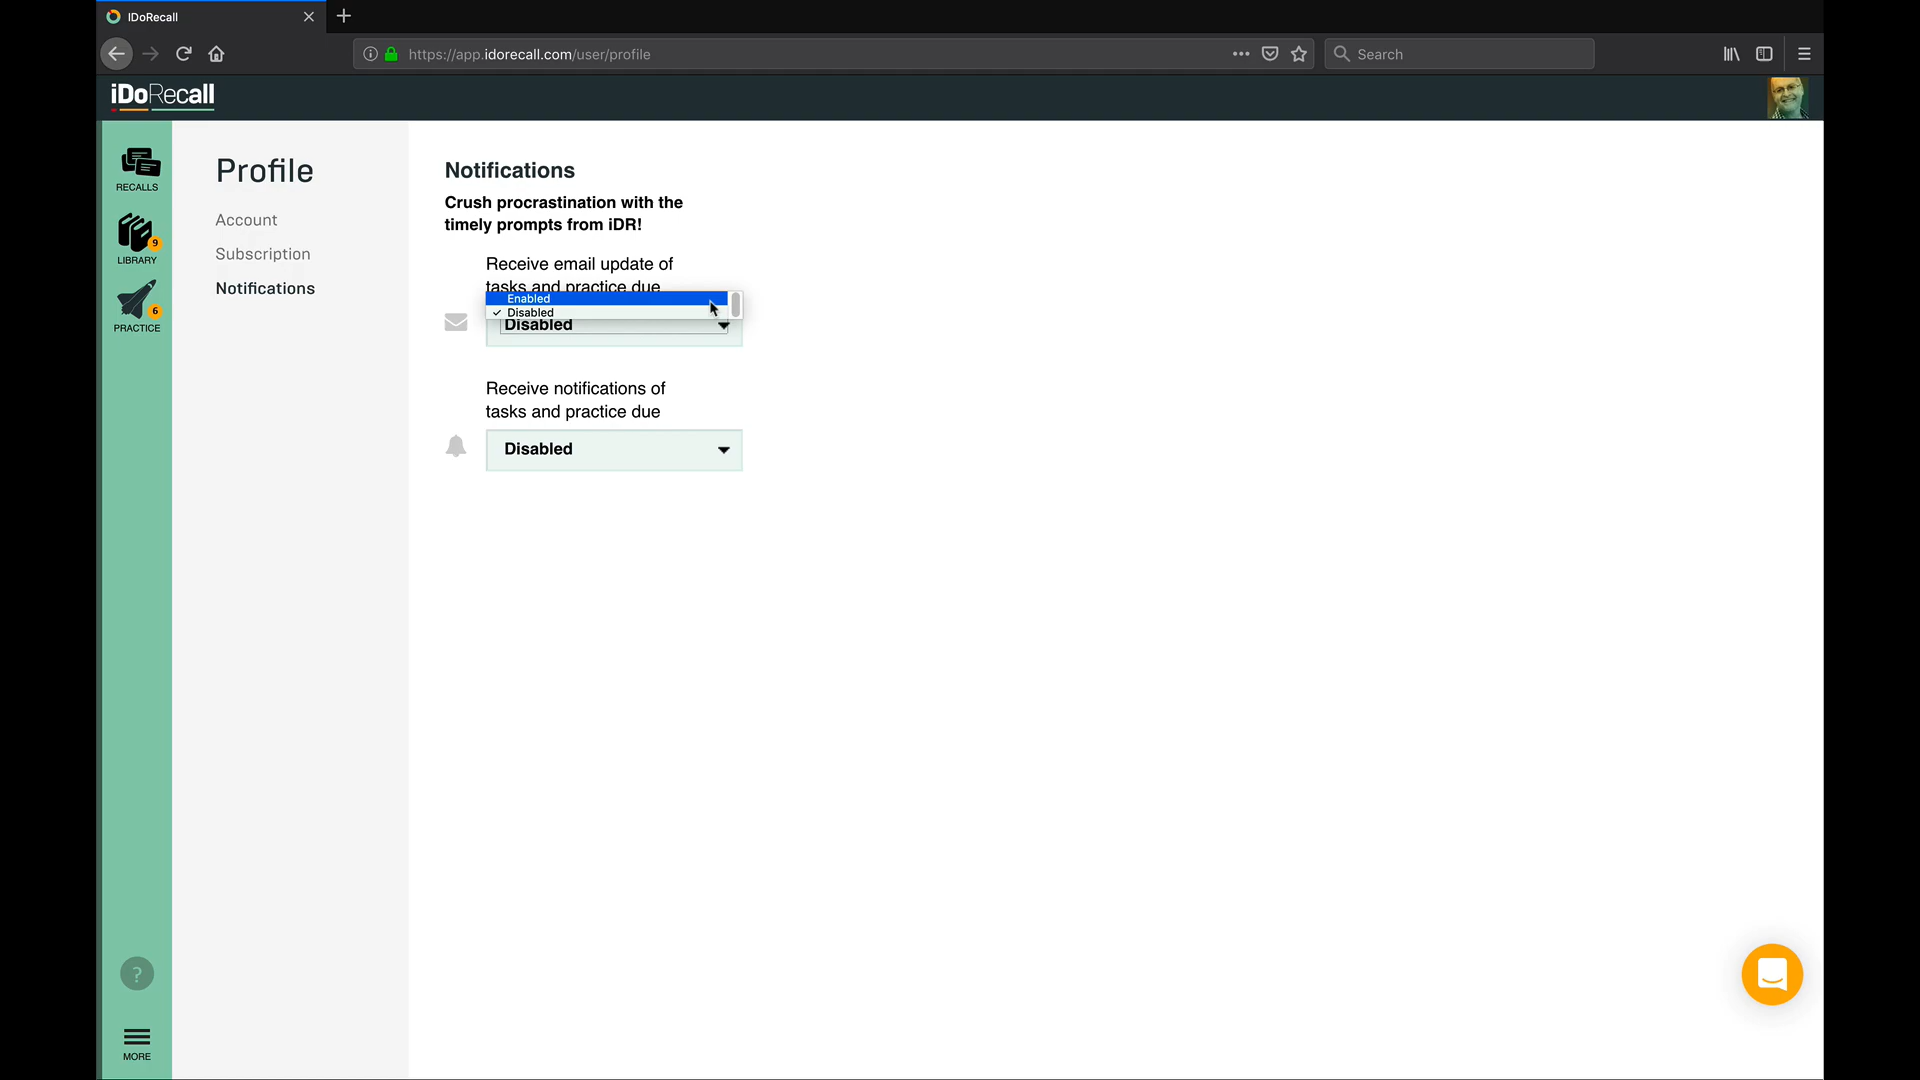 IDoRecall
https://app.idorecall.com/user/profile
Search
iDoRecall
RECALLS
9
LIBRARY
6
PRACTICE
?
MORE
Profile
Account
Subscription
Notifications
Notifications
Crush procrastination with the
timely prompts from iDR!
Receive email update of
tasks and practice due
Enabled
Disabled
Disabled
Receive notifications of
tasks and practice due
Disabled